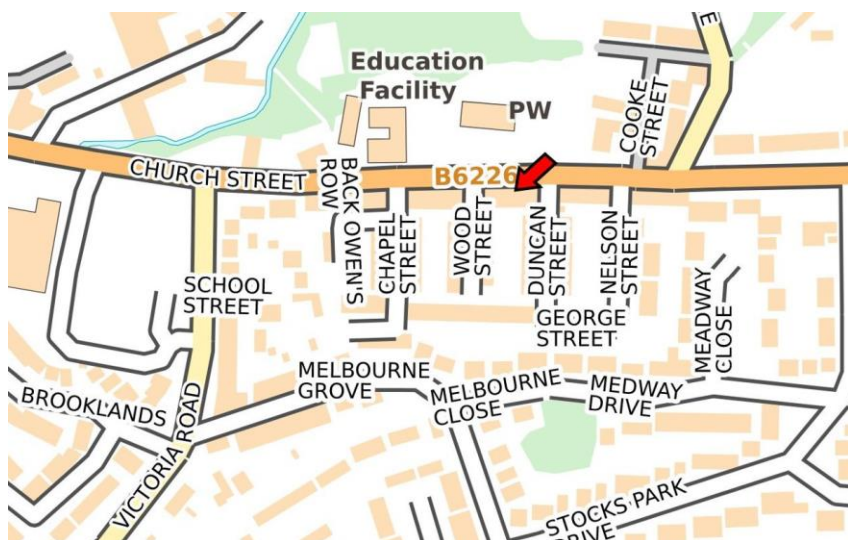 E
Education
Facility
PW
COOKE
STREET
CHURCH STREET
B6226
BACK OWEN'S
ROW
CHAPEL
STREET
WOOD
STREET
DUNCAN
STREET
NELSON
STREET
SCHOOL
STREET
GEORGE
STREET
MEADWAY
CLOSE
MELBOURNE
GROVE
MELBOURNE
CLOSE
MEDWAY
DRIVE
BROOKLANDS
VICTORIA ROAD
STOCKS PARK
DRIVE